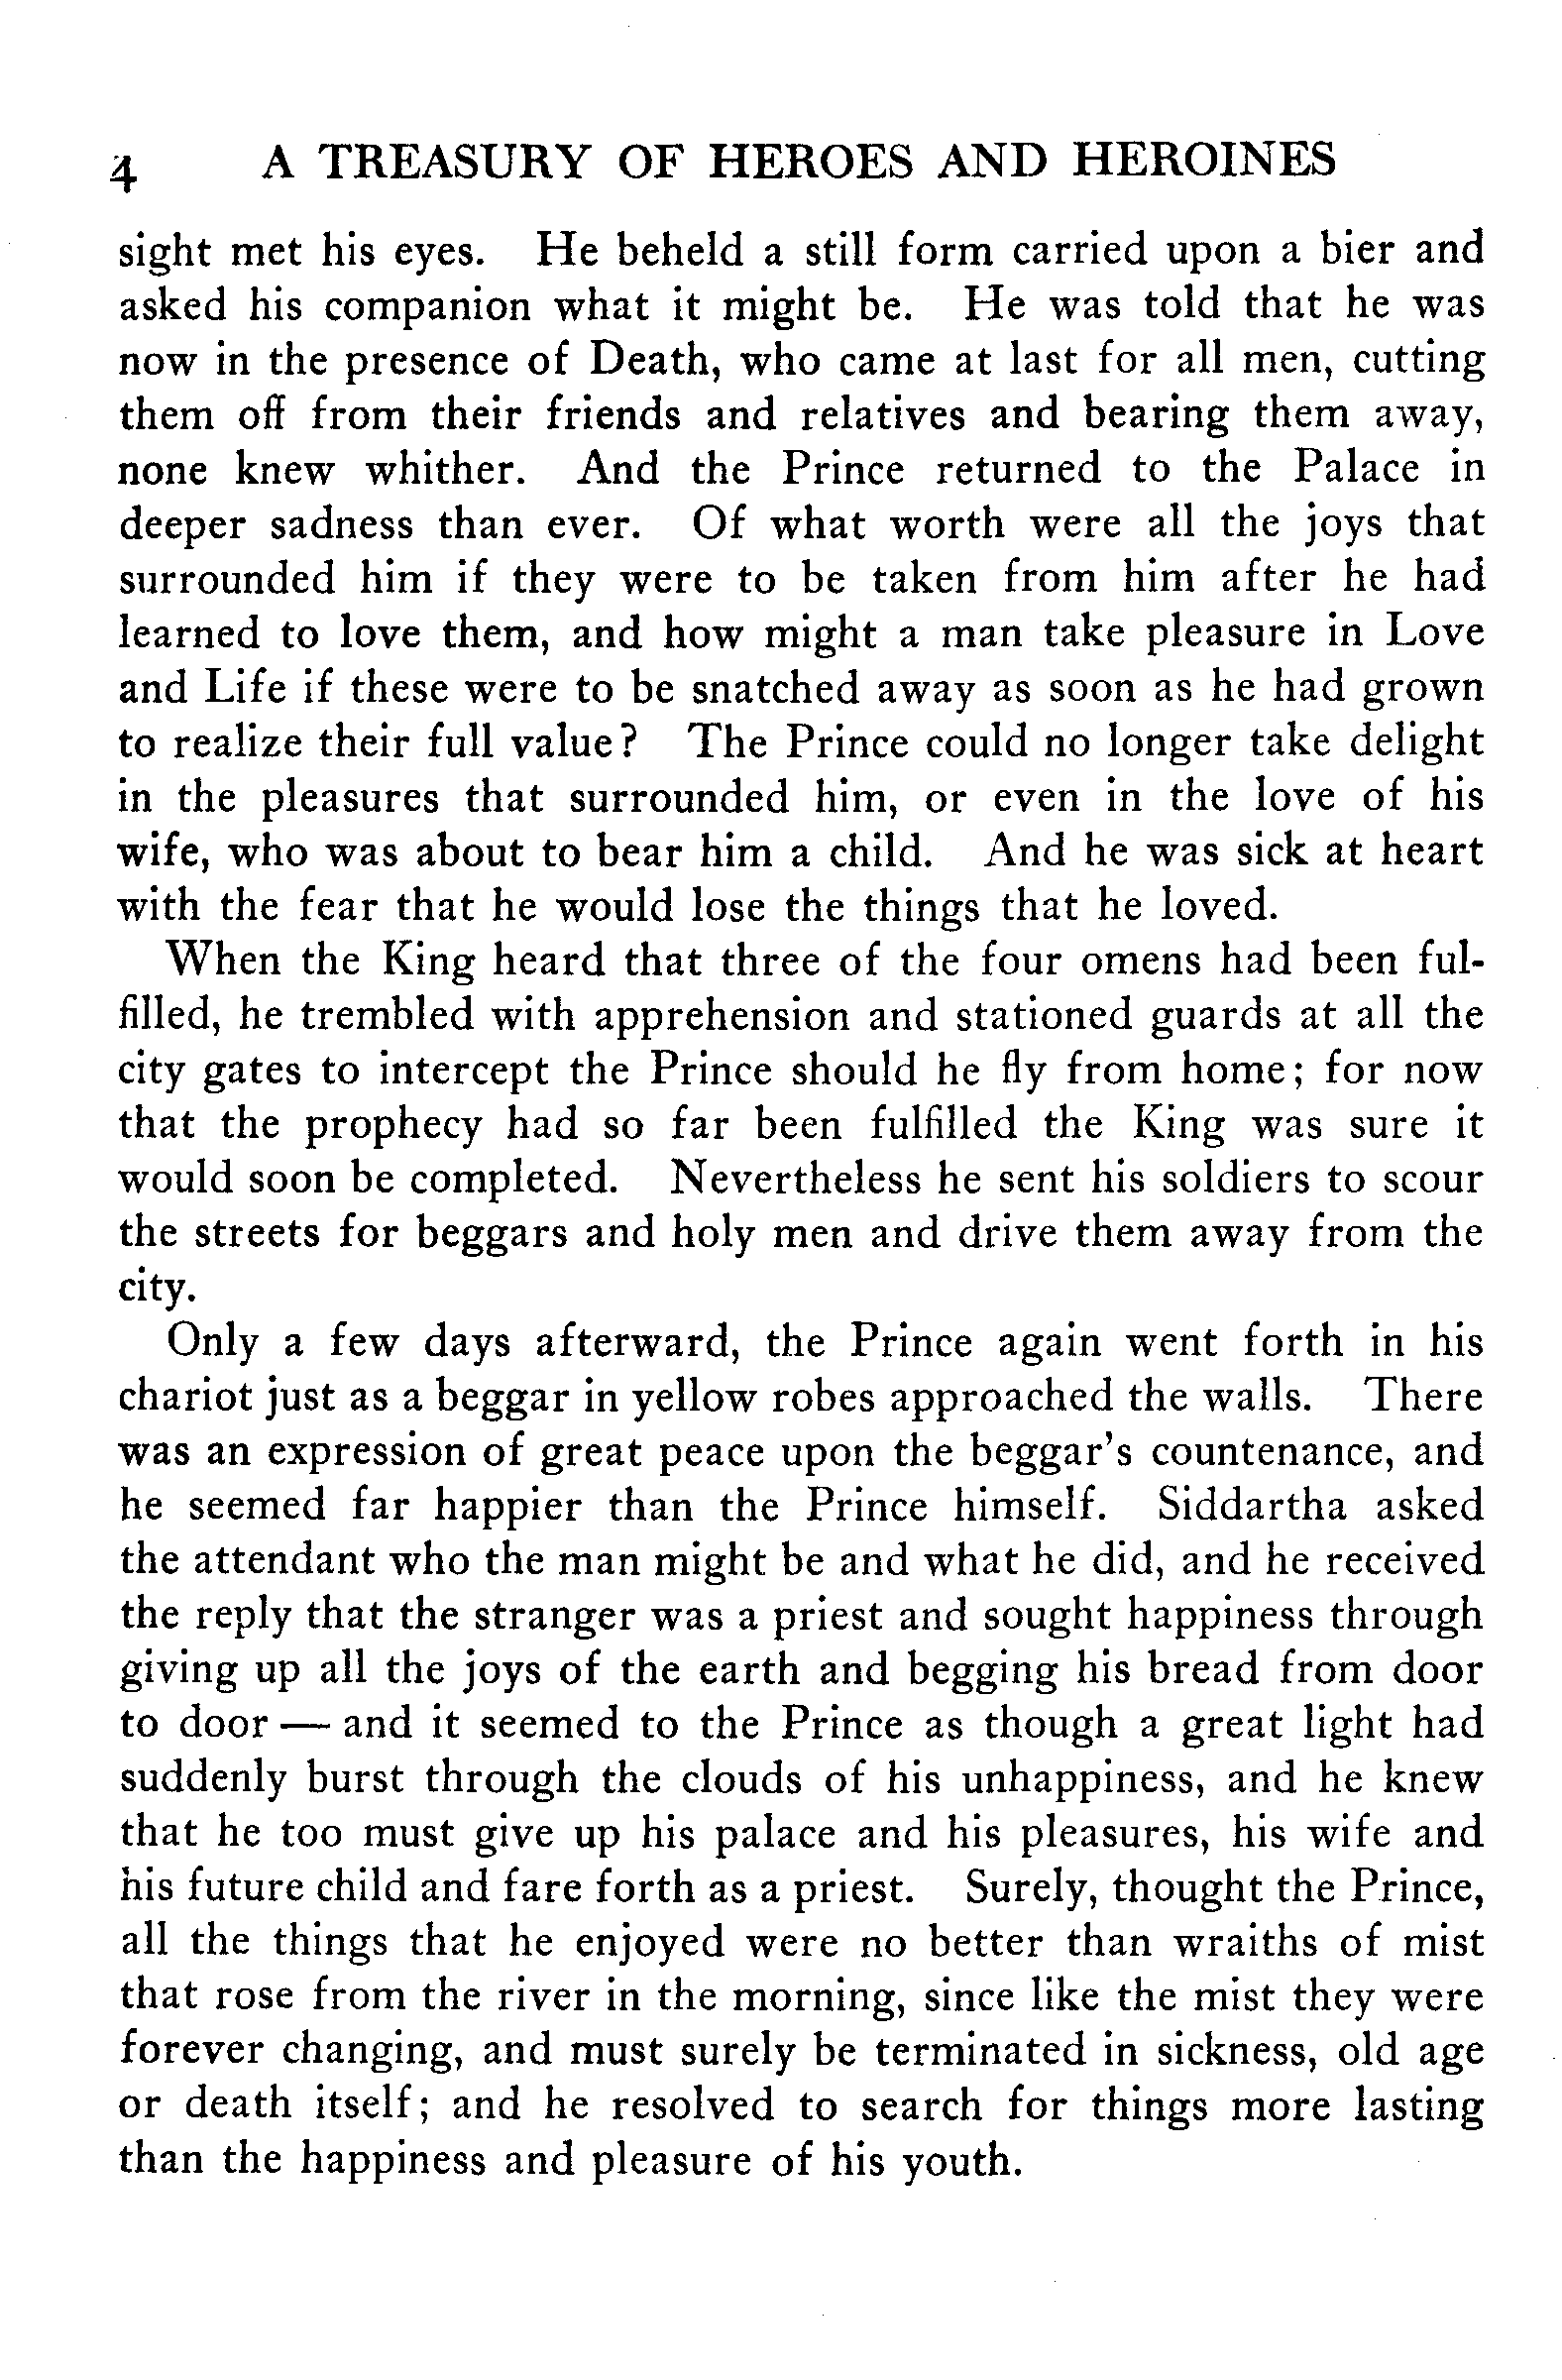 4 A TREASURY OF HEROES AND HEROINES
sight met his eyes. He beheld a still form carried upon a bier and
asked his companion what it might be. He was told that he was
now in the presence of Death, who came at last for all men, cutting
them off from their friends and relatives and bearing them away,
none knew whither. And the Prince returned to the Palace in
deeper sadness than ever. Of what worth were all the joys that
surrounded him if they were to be taken from him after he had
learned to love them, and how might a man take pleasure in Love
and Life if these were to be snatched away as soon as he had grown
to realize their full value? The Prince could no longer take delight
in the pleasures that surrounded him, or even in the love of his
wife, who was about to bear him a child. And he was sick at heart
with the fear that he would lose the things that he loved.
When the King heard that three of the four omens had been ful-
filled, he trembled with apprehension and stationed guards at all the
city gates to intercept the Prince should he fly from home; for now
that the prophecy had so far been fulfilled the King was sure it
would soon be completed. Nevertheless he sent his soldiers to scour
the streets for beggars and holy men and drive them away from the
city.
Only a few days afterward, the Prince again went forth in his
chariot just as a beggar in yellow robes approached the walls. There
was an expression of great peace upon the beggar's countenance, and
he seemed far happier than the Prince himself. Siddartha asked
the attendant who the man might be and what he did, and he received
the reply that the stranger was a priest and sought happiness through
giving up all the joys of the earth and begging his bread from door
to door — and it seemed to the Prince as though a great light had
suddenly burst through the clouds of his unhappiness, and he knew
that he too must give up his palace and his pleasures, his wife and
his future child and fare forth as a priest. Surely, thought the Prince,
all the things that he enjoyed were no better than wraiths of mist
that rose from the river in the morning, since like the mist they were
forever changing, and must surely be terminated in sickness, old age
or death itself; and he resolved to search for things more lasting
than the happiness and pleasure of his youth.